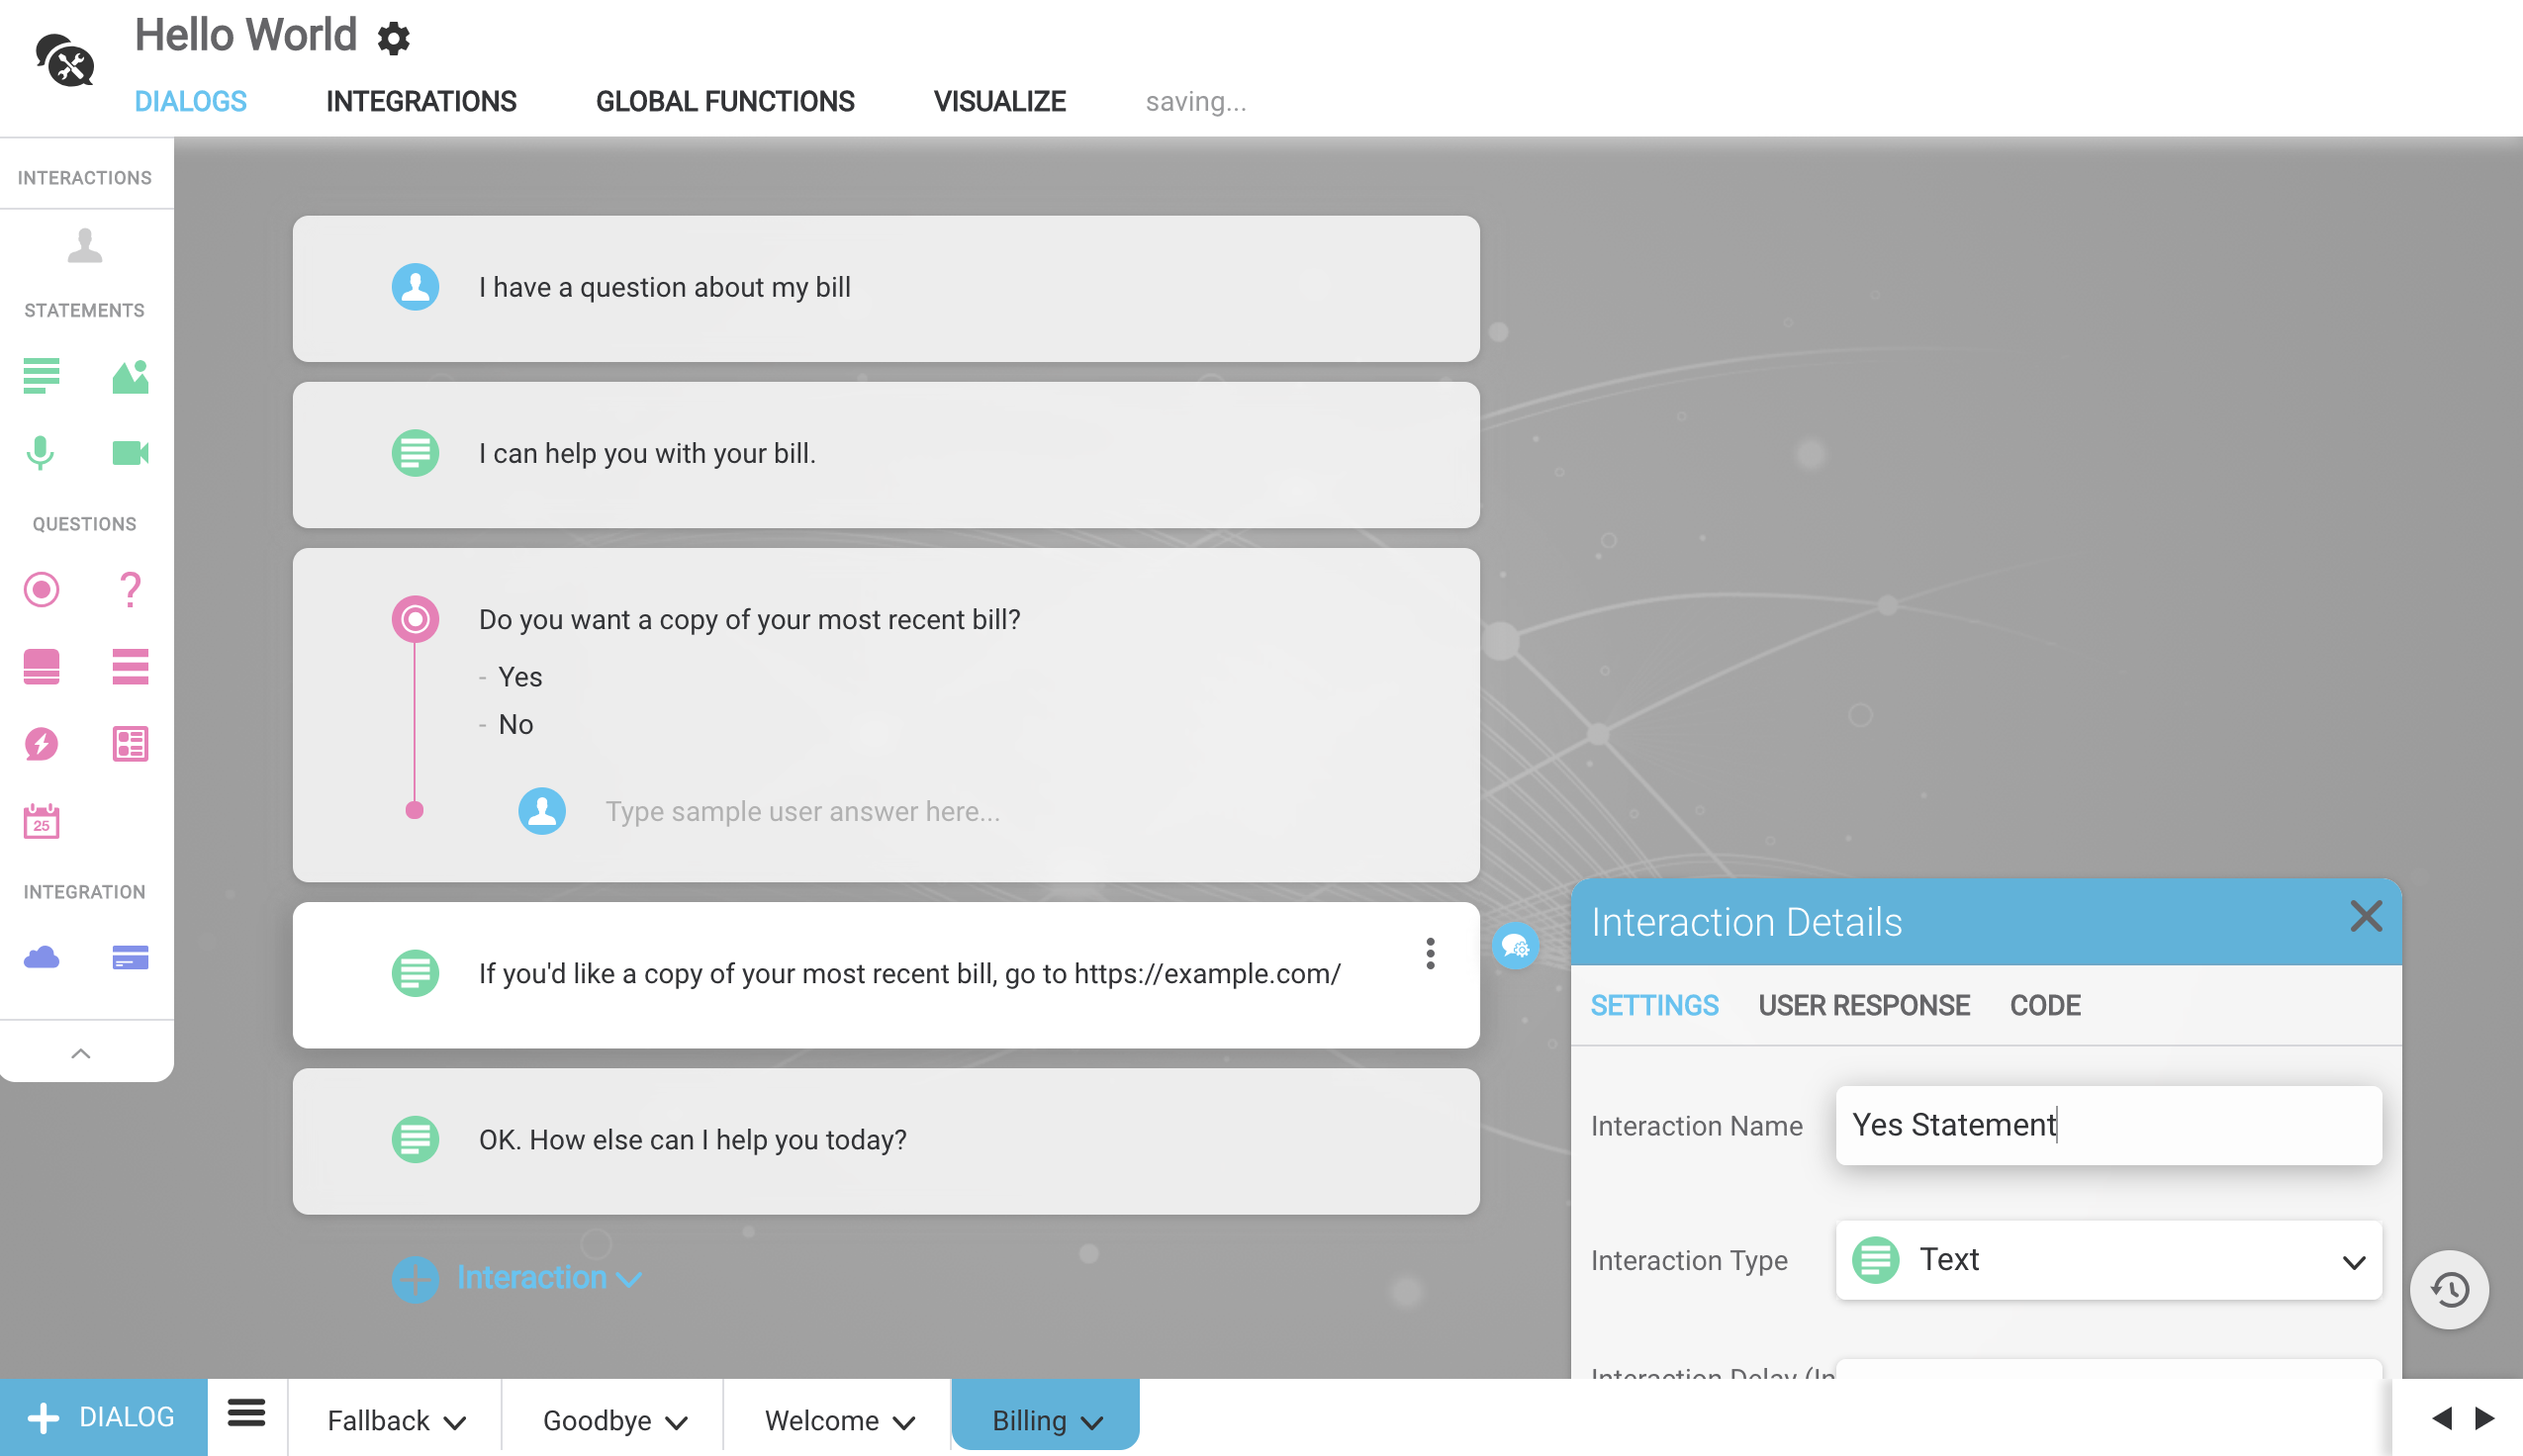 Hello World
DIALOGS INTEGRATIONS GLOBAL FUNCTIONS VISUALIZE saving...
INTERACTIONS
STATEMENTS
QUESTIONS
25
INTEGRATION
I have a question about my bill
I can help you with your bill.
Do you want a copy of your most recent bill?
- Yes
- No
Type sample user answer here...
If you'd like a copy of your most recent bill, go to https://example.com/
OK. How else can I help you today?
Interaction
Interaction Details
SETTINGS USER RESPONSE CODE
Interaction Name Yes Statement
Interaction Type Text
Interaction Delay (In
DIALOG Fallback Goodbye Welcome Billing